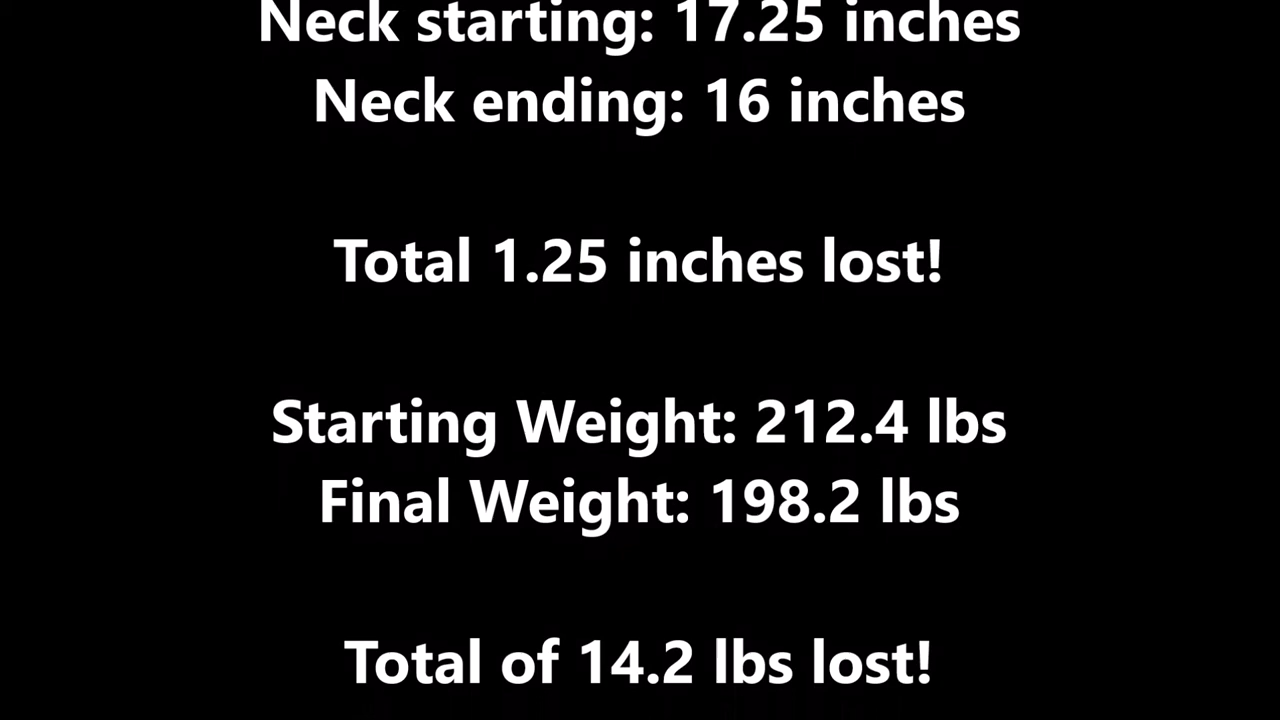 Neck starting: 17.25 inches
Neck ending: 16 inches
Total 1.25 inches lost!
Starting Weight: 212.4 lbs
Final Weight: 198.2 lbs
Total of 14.2 lbs lost!